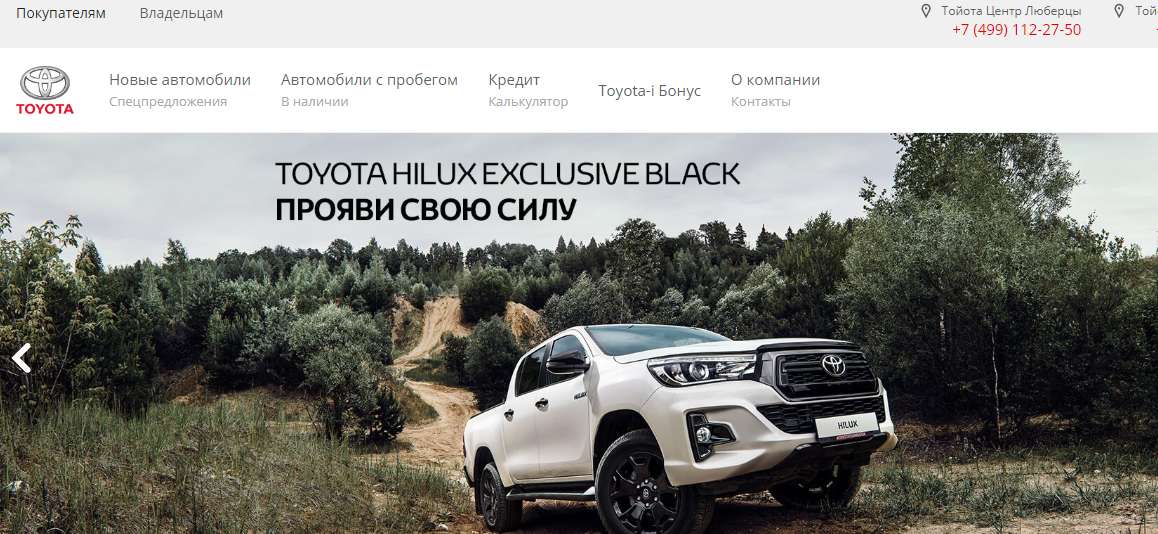 Покупателям
Владельцам
Тойота Центр Люберцы
+7 (499) 112-27-50
Той
TOYOTA
Новые автомобили
Спецпредложения
Автомобили с пробегом
В наличии
Кредит
Калькулятор
Toyota-i Бонус
О компании
Контакты
TOYOTA HILUX EXCLUSIVE BLACK
ПРОЯВИ СВОЮ СИЛУ
HILUX
HILUX